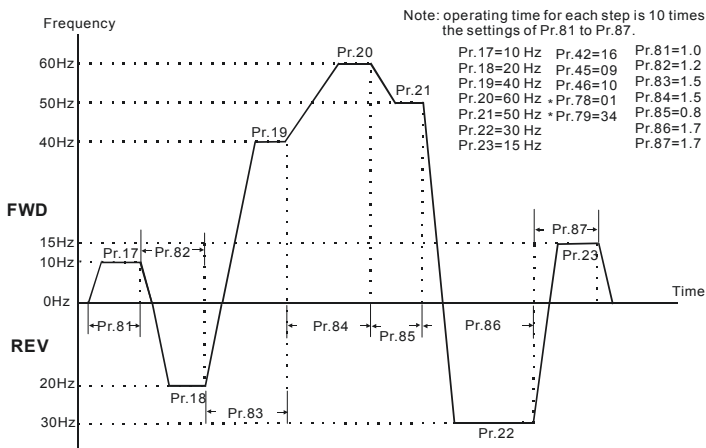 Note: operating time for each step is 10 times
the settings of Pr.81 to Pr.87.
Frequency
Pr.17=10 Hz Pr.42=16 Pr.81=1.0
Pr.18=20 Hz Pr.45=09 Pr.82=1.2
Pr.19=40 Hz Pr.46=10 Pr.83=1.5
Pr.20=60 Hz *Pr.78=01 Pr.84=1.5
Pr.21=50 Hz *Pr.79=34 Pr.85=0.8
Pr.22=30 Hz Pr.86=1.7
Pr.23=15 Hz Pr.87=1.7
Pr.20
60Hz
Pr.21
50Hz
Pr.19
40Hz
FWD
Pr.87
15Hz
Pr.17 Pr.82
Pr.23
10Hz
Time
0Hz
Pr.81 Pr.84 Pr.85 Pr.86
REV
20Hz
Pr.18
Pr.83
30Hz
Pr.22